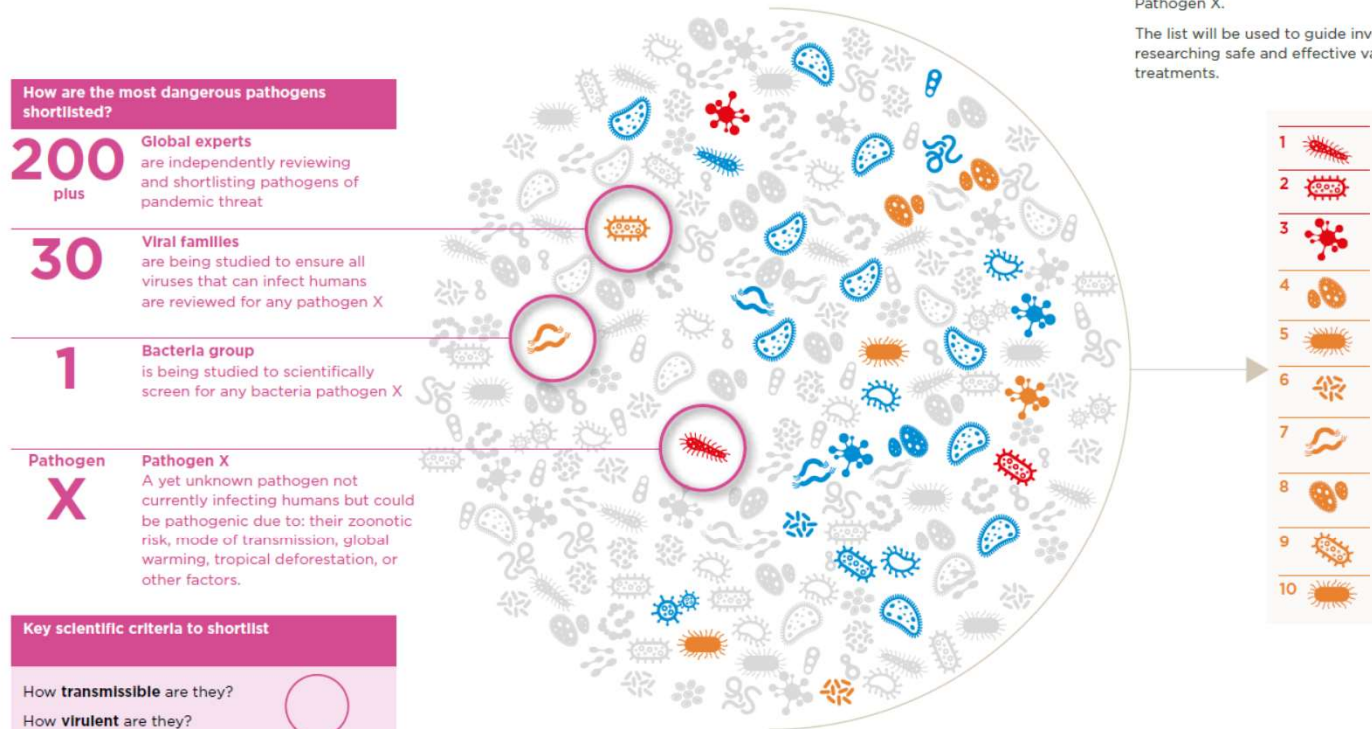 How are the most dangerous pathogens
shortlisted?
200
plus
Global experts
are independently reviewing
and shortlisting pathogens of
pandemic threat
30
Viral families
are being studied to ensure all
viruses that can infect humans
are reviewed for any pathogen X
1
Bacteria group
is being studied to scientifically
screen for any bacteria pathogen X
Pathogen
X
Pathogen X
A yet unknown pathogen not
currently infecting humans but could
be pathogenic due to: their zoonotic
risk, mode of transmission, global
warming, tropical deforestation, or
other factors.
Key scientific criteria to shortlist
How transmissible are they?
How virulent are they?
Pathogen X.
The list will be used to guide inv
researching safe and effective va
treatments.
1
2
3
4
5
6
7
8
9
10